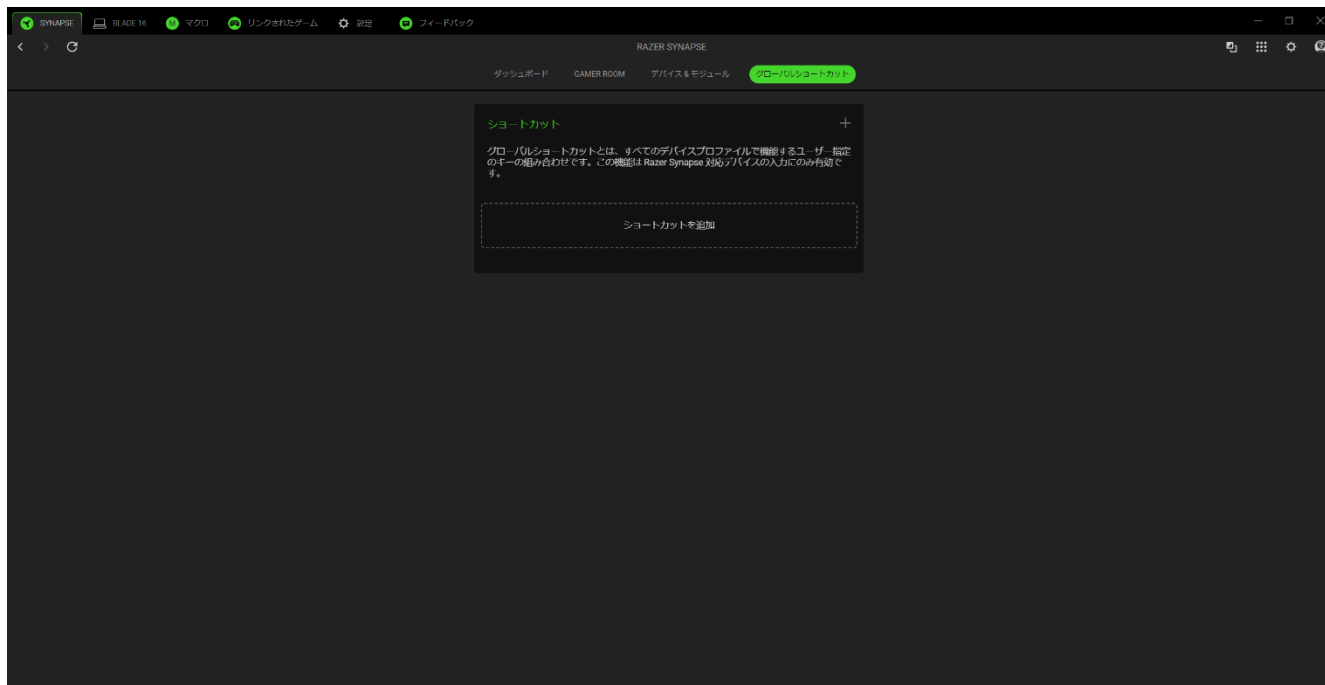 SYNAPSE BLADE 16 M マクロ リンクされたゲーム 設定 フィードバック
RAZER SYNAPSE
ダッシュボード GAMER ROOM デバイス & モジュール グローバルショートカット
ショートカット
グローバルショートカットとは、すべてのデバイスプロファイルで機能するユーザー指定
のキーの組み合わせです。この機能は Razer Synapse 対応デバイスの入力にのみ有効で
す。
ショートカットを追加